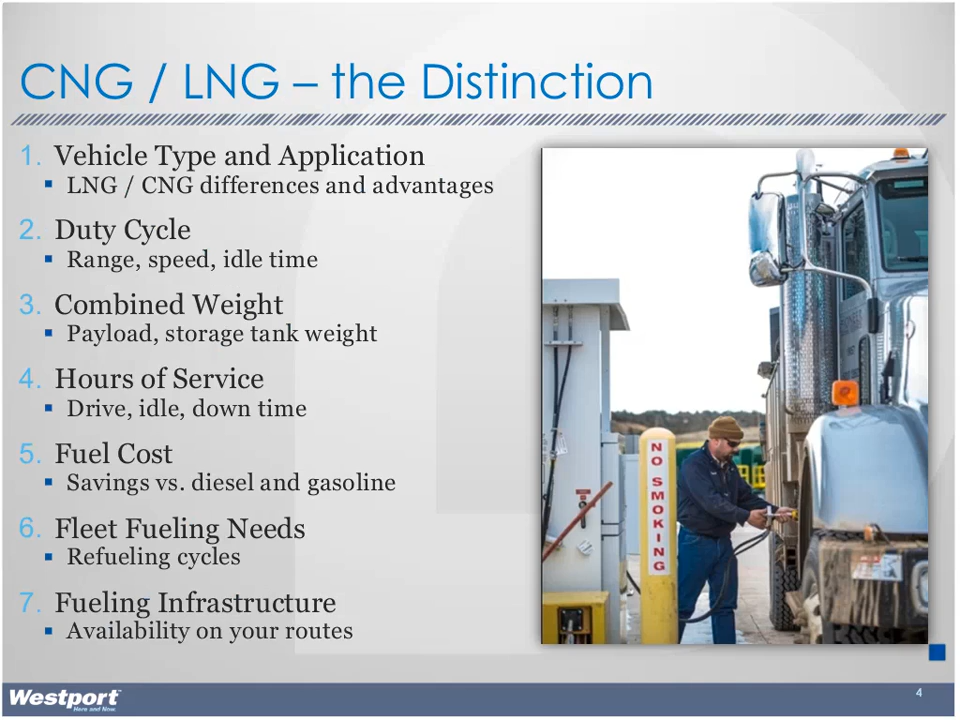 CNG / LNG – the Distinction
1. Vehicle Type and Application
▪ LNG / CNG differences and advantages
2. Duty Cycle
▪ Range, speed, idle time
3. Combined Weight
▪ Payload, storage tank weight
4. Hours of Service
▪ Drive, idle, down time
5. Fuel Cost
▪ Savings vs. diesel and gasoline
6. Fleet Fueling Needs
▪ Refueling cycles
7. Fueling Infrastructure
▪ Availability on your routes
NO SMOKING
Westport™
Here and Now.
4